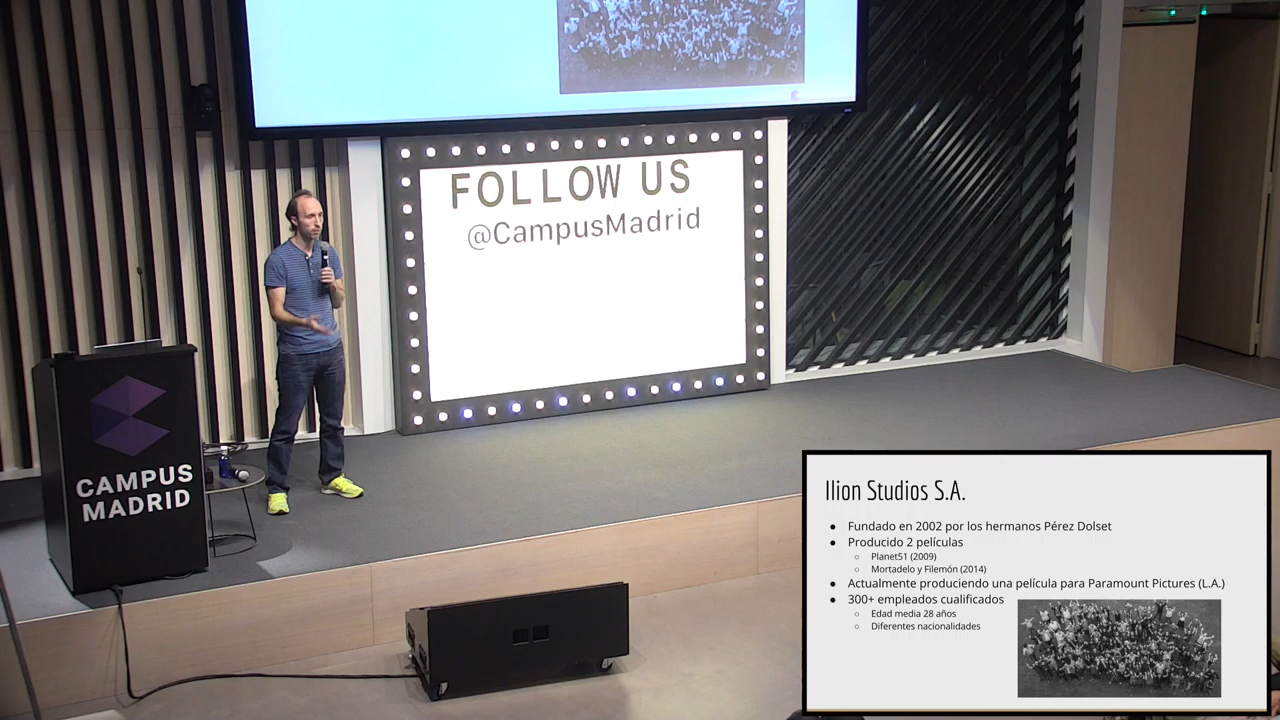 FOLLOW US
@CampusMadrid
CAMPUS
MADRID
Ilion Studios S.A.
● Fundado en 2002 por los hermanos Pérez Dolset
● Producido 2 películas
○ Planet51 (2009)
○ Mortadelo y Filemón (2014)
● Actualmente produciendo una película para Paramount Pictures (L.A.)
● 300+ empleados cualificados
○ Edad media 28 años
○ Diferentes nacionalidades